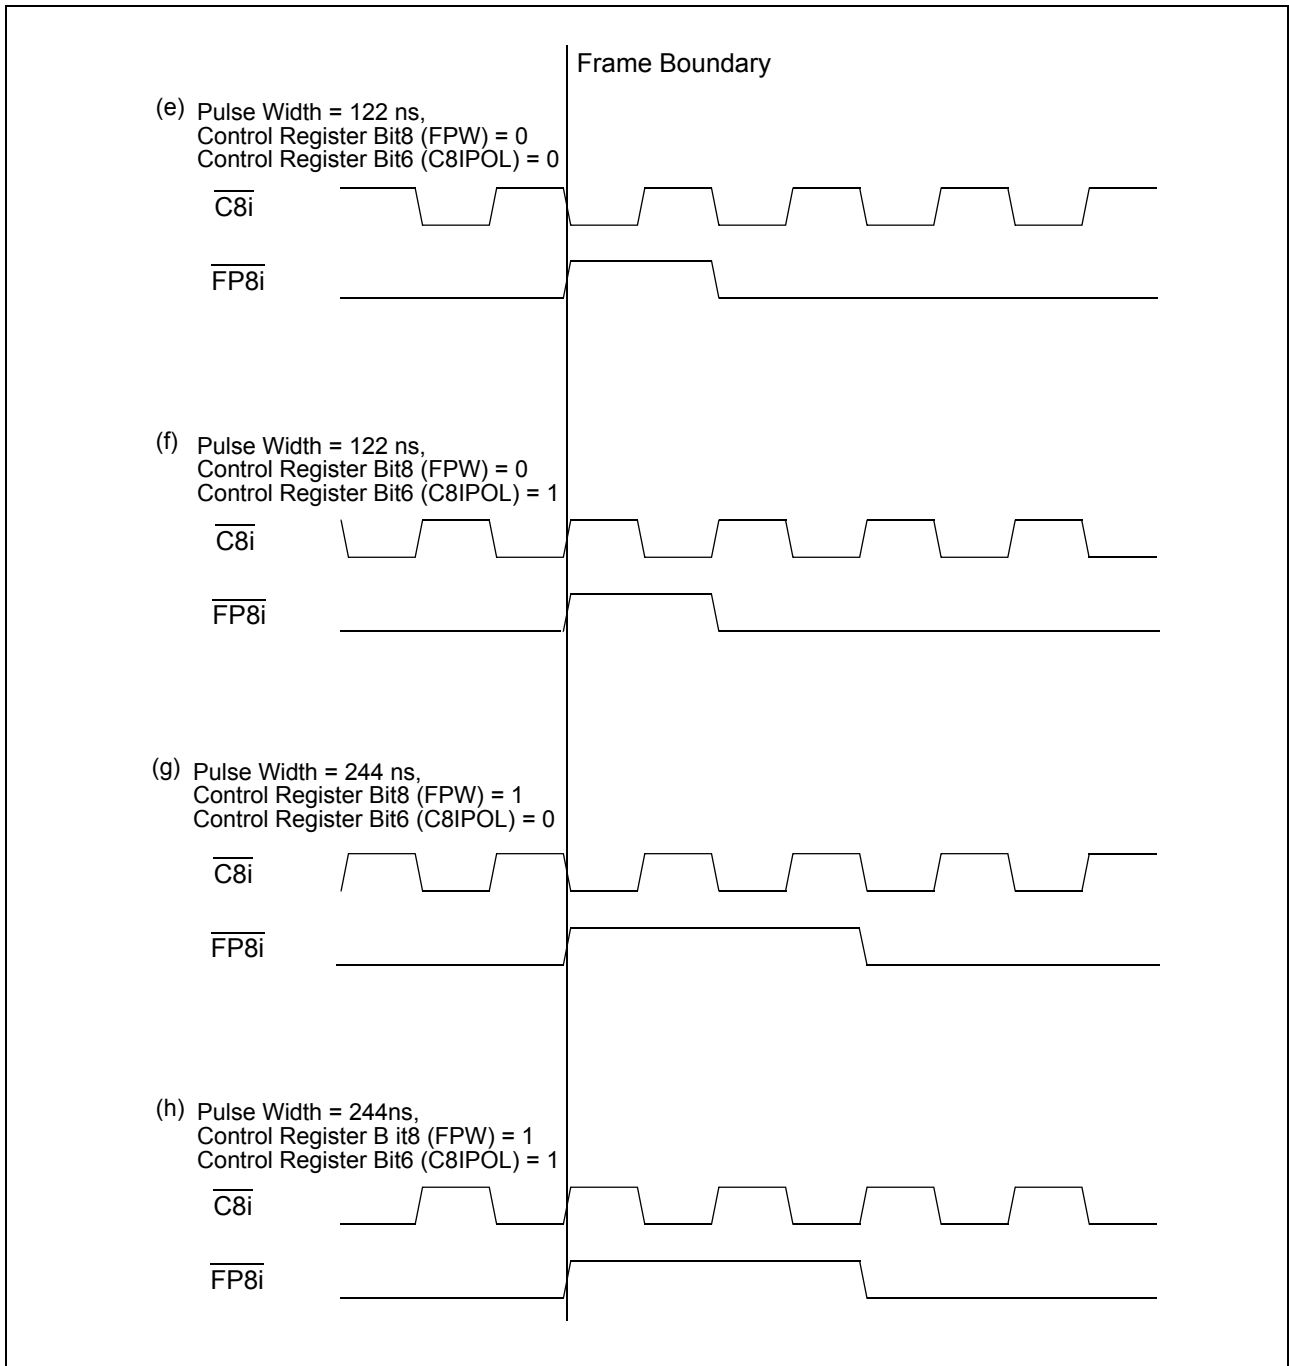 Frame Boundary
(e) Pulse Width = 122 ns,
Control Register Bit8 (FPW) = 0
Control Register Bit6 (C8IPOL) = 0
C8i
FP8i
(f) Pulse Width = 122 ns,
Control Register Bit8 (FPW) = 0
Control Register Bit6 (C8IPOL) = 1
C8i
FP8i
(g) Pulse Width = 244 ns,
Control Register Bit8 (FPW) = 1
Control Register Bit6 (C8IPOL) = 0
C8i
FP8i
(h) Pulse Width = 244ns,
Control Register B it8 (FPW) = 1
Control Register Bit6 (C8IPOL) = 1
C8i
FP8i